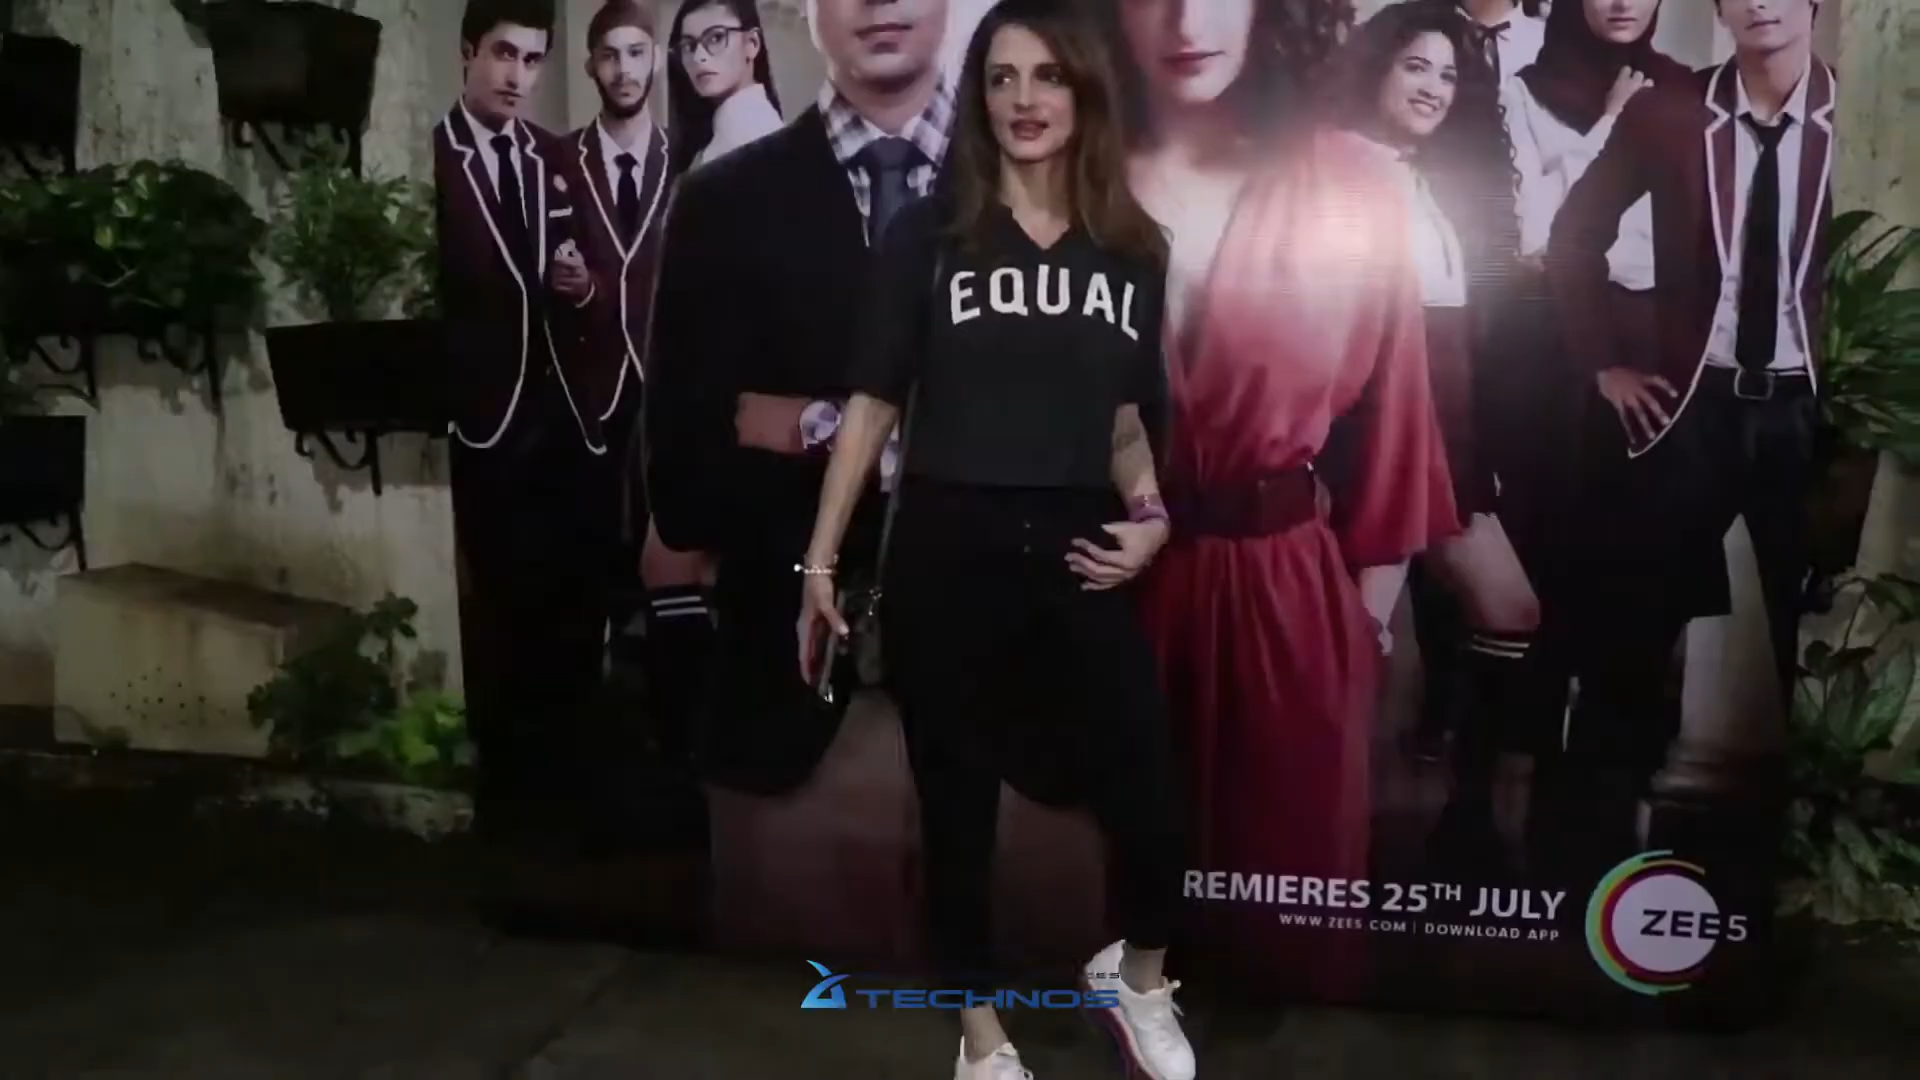 EQUAL
REMIERES 25TH JULY
WWW ZEE5 COM | DOWNLOAD APP
ZEE5
TECHNOS